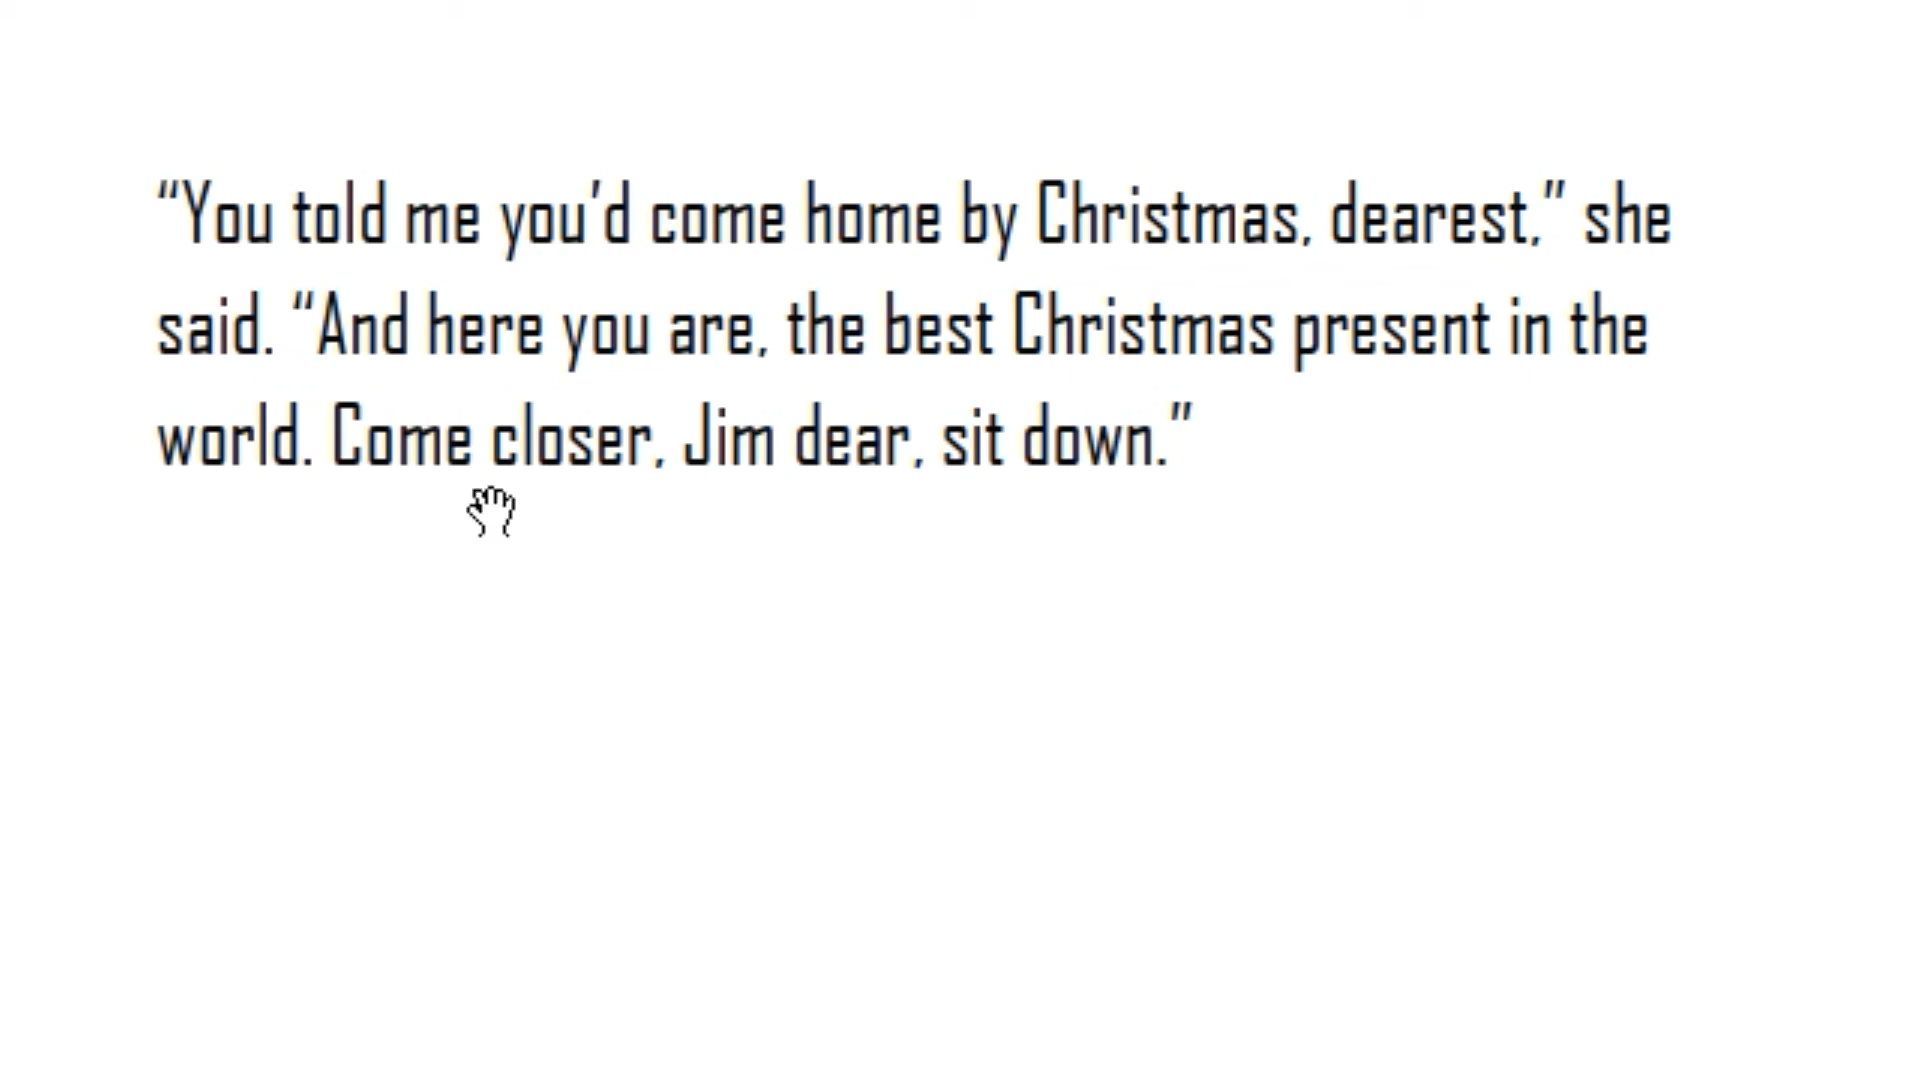 “You told me you’d come home by Christmas, dearest,” she
said. “And here you are, the best Christmas present in the
world. Come closer, Jim dear, sit down.”